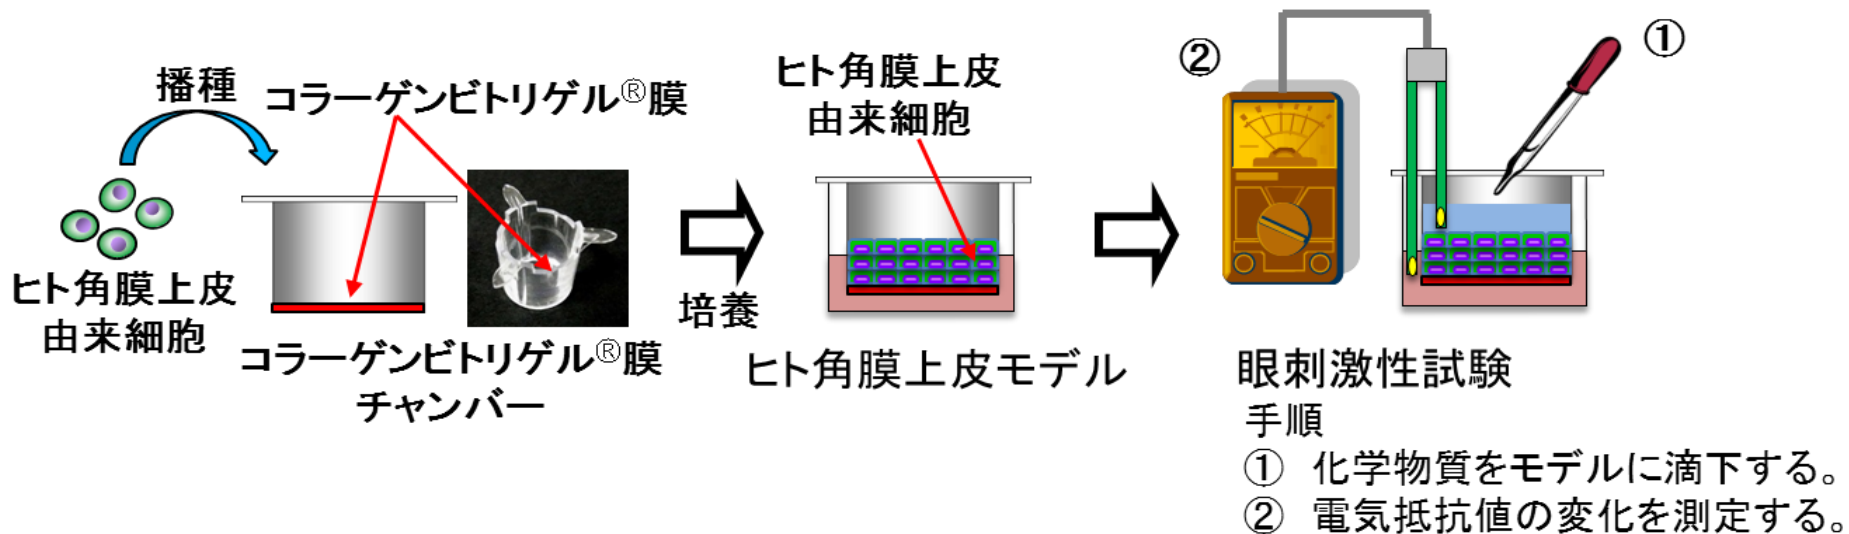 播種
コラーゲンビトリゲル®膜
ヒト角膜上皮
由来細胞
コラーゲンビトリゲル®膜
チャンバー
培養
ヒト角膜上皮
由来細胞
ヒト角膜上皮モデル
②
①
眼刺激性試験
手順
① 化学物質をモデルに滴下する。
② 電気抵抗値の変化を測定する。